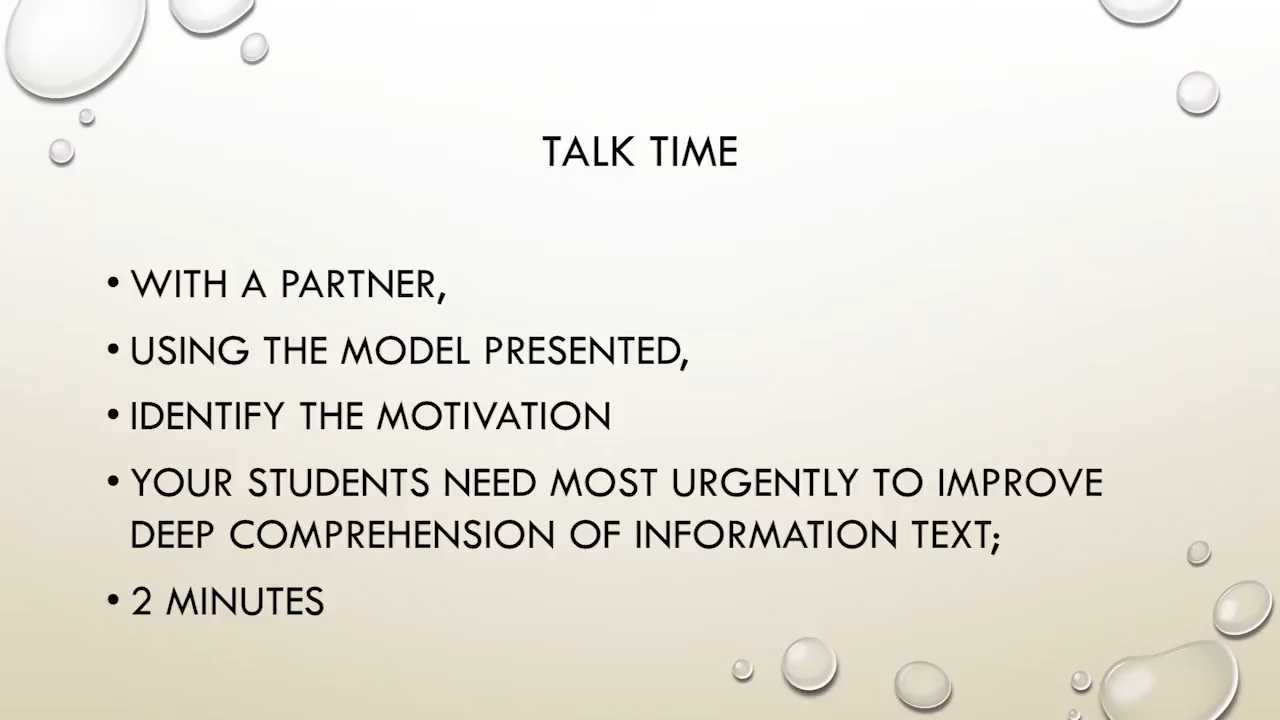 TALK TIME
• WITH A PARTNER,
• USING THE MODEL PRESENTED,
• IDENTIFY THE MOTIVATION
• YOUR STUDENTS NEED MOST URGENTLY TO IMPROVE
DEEP COMPREHENSION OF INFORMATION TEXT;
• 2 MINUTES